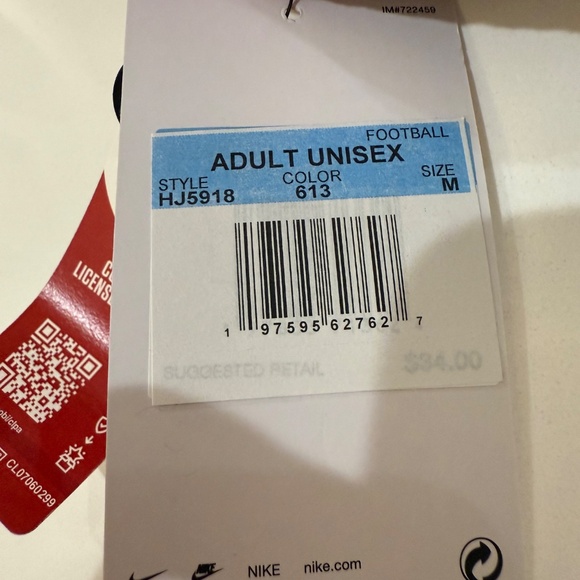 IM#722459
FOOTBALL
ADULT UNISEX
STYLE COLOR SIZE
HJ5918 613 M
1 97595 62762 7
SUGGESTED RETAIL $34.00
LICENS
CL07060299
NIKE nike.com